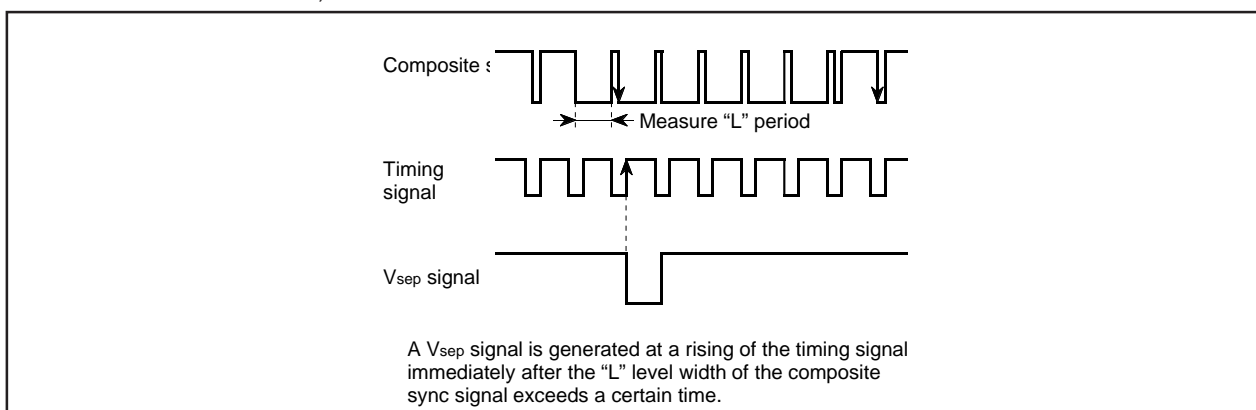 Composite s
Measure “L” period
Timing
signal
Vsep signal
A Vsep signal is generated at a rising of the timing signal
immediately after the “L” level width of the composite
sync signal exceeds a certain time.